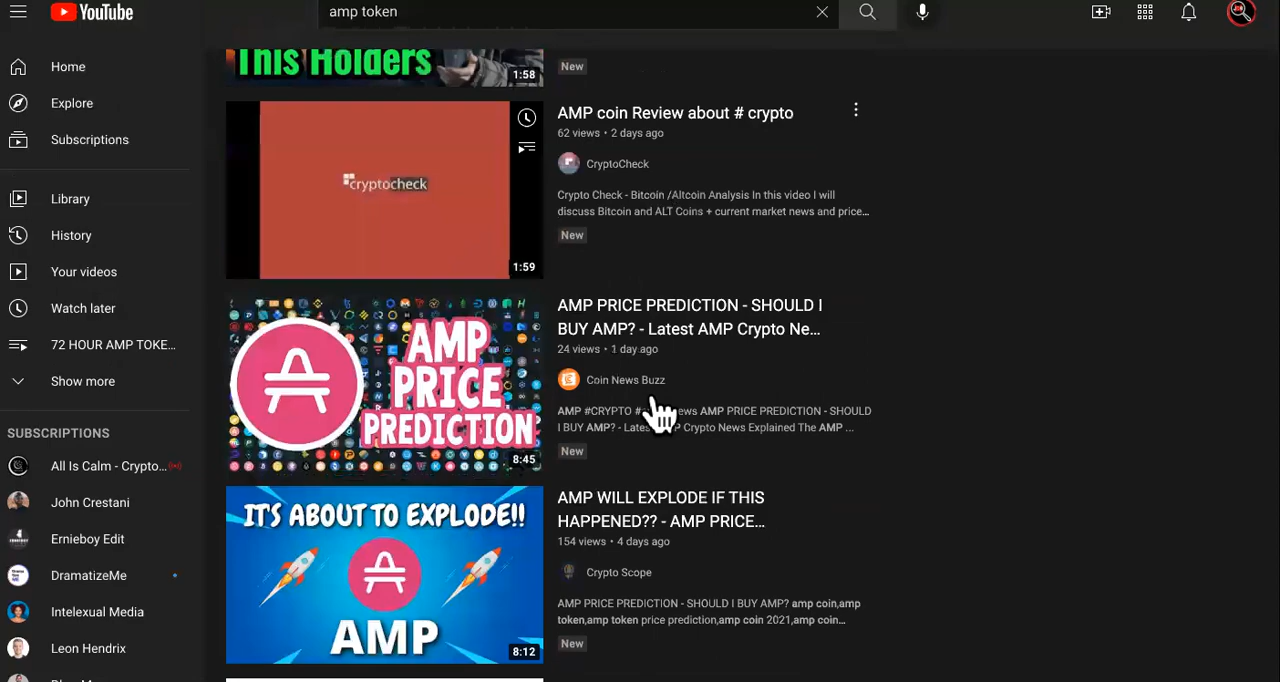 YouTube
amp token
Home
Explore
Subscriptions
Library
History
Your videos
Watch later
72 HOUR AMP TOKE...
Show more
SUBSCRIPTIONS
All Is Calm - Crypto...
John Crestani
Ernieboy Edit
DramatizeMe
Intelexual Media
Leon Hendrix
This Holders
1:58
New
cryptocheck
1:59
AMP coin Review about # crypto
62 views • 2 days ago
CryptoCheck
Crypto Check - Bitcoin /Altcoin Analysis In this video I will
discuss Bitcoin and ALT Coins + current market news and price...
New
AMP
PRICE
PREDICTION
8:45
AMP PRICE PREDICTION - SHOULD I
BUY AMP? - Latest AMP Crypto Ne...
24 views • 1 day ago
Coin News Buzz
AMP #CRYPTO # ews AMP PRICE PREDICTION - SHOULD
I BUY AMP? - Late P Crypto News Explained The AMP ...
New
IT'S ABOUT TO EXPLODE!!
AMP
8:12
AMP WILL EXPLODE IF THIS
HAPPENED?? - AMP PRICE...
154 views • 4 days ago
Crypto Scope
AMP PRICE PREDICTION - SHOULD I BUY AMP? amp coin,amp
token,amp token price prediction,amp coin 2021,amp coin...
New